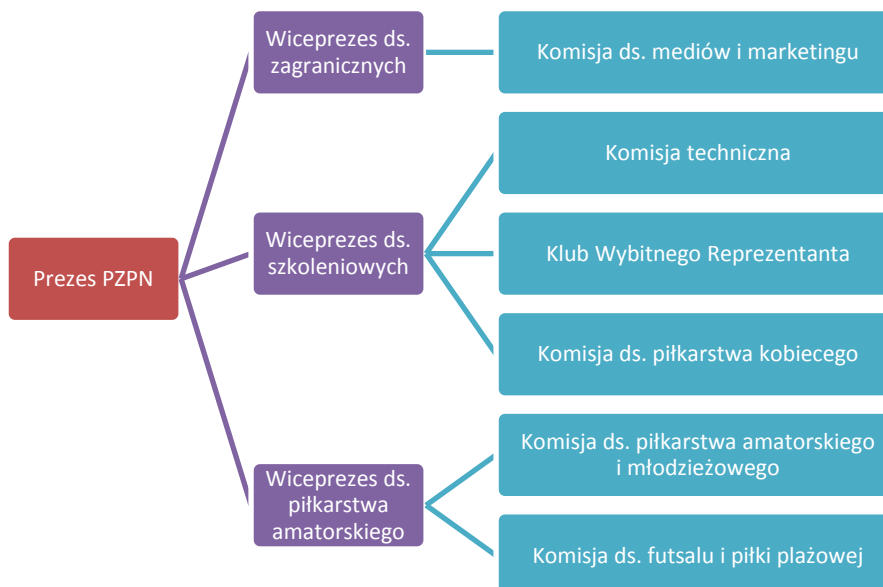 Prezes PZPN
Wiceprezes ds.
zagranicznych
Komisja ds. mediów i marketingu
Wiceprezes ds.
szkoleniowych
Komisja techniczna
Klub Wybitnego Reprezentanta
Komisja ds. piłkarstwa kobiecego
Wiceprezes ds.
piłkarstwa
amatorskiego
Komisja ds. piłkarstwa amatorskiego
i młodzieżowego
Komisja ds. futsalu i piłki plażowej